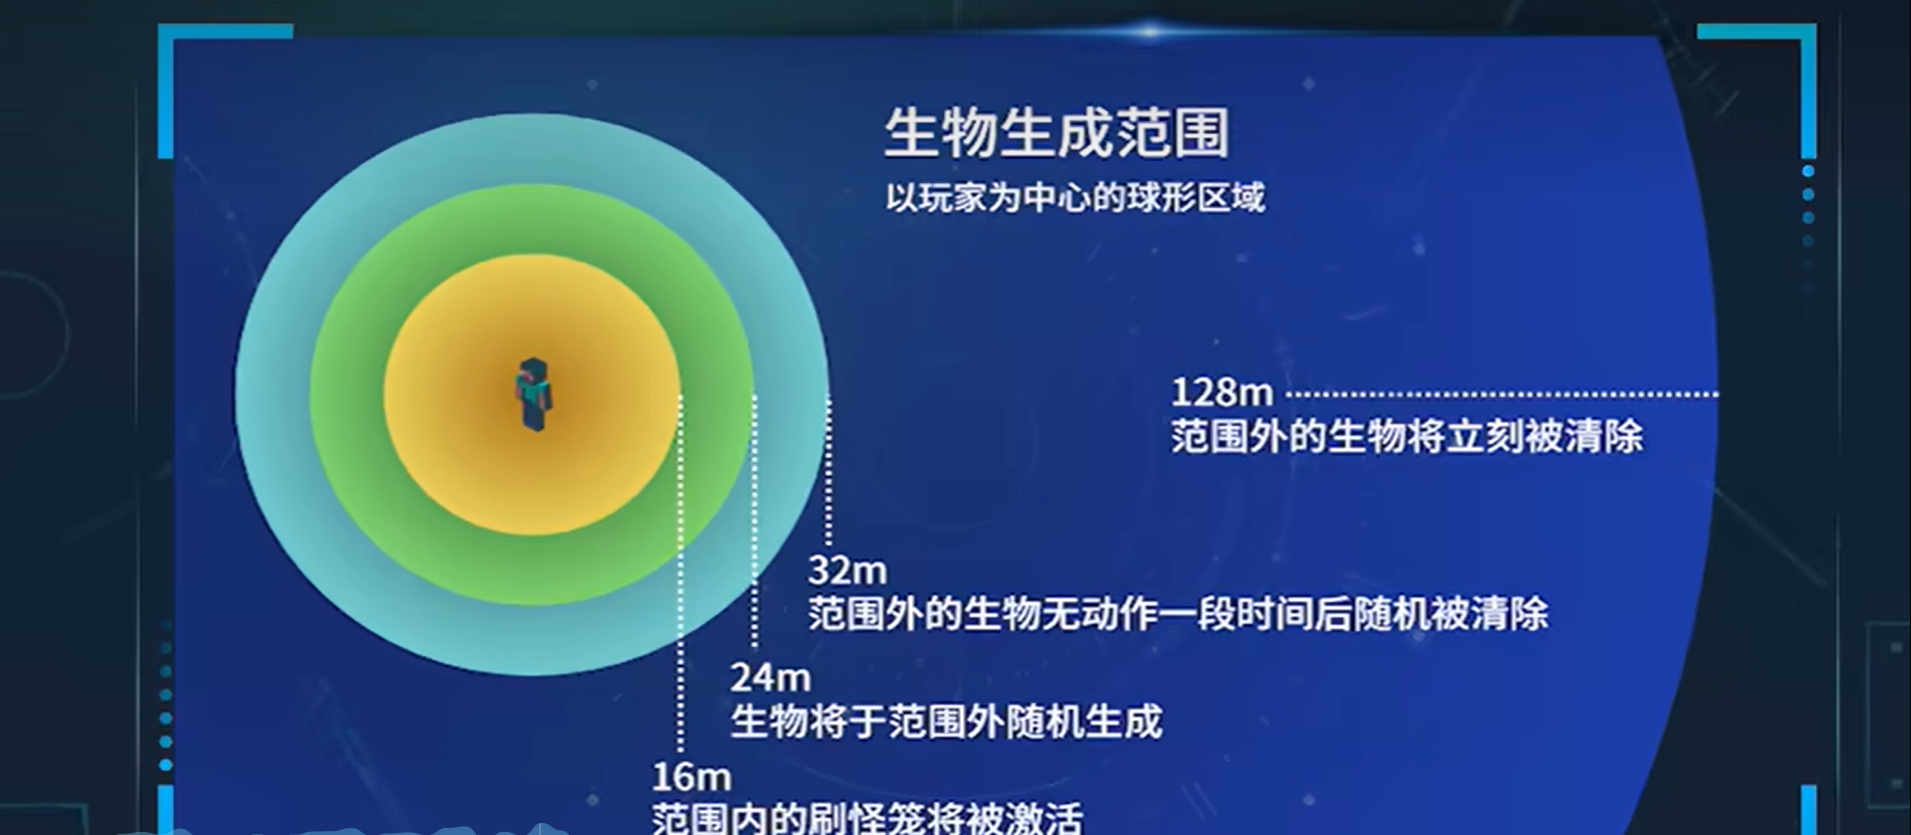 生物生成范围
以玩家为中心的球形区域
128m
范围外的生物将立刻被清除
32m
范围外的生物无动作一段时间后随机被清除
24m
生物将于范围外随机生成
16m
范围内的刷怪笼将被激活